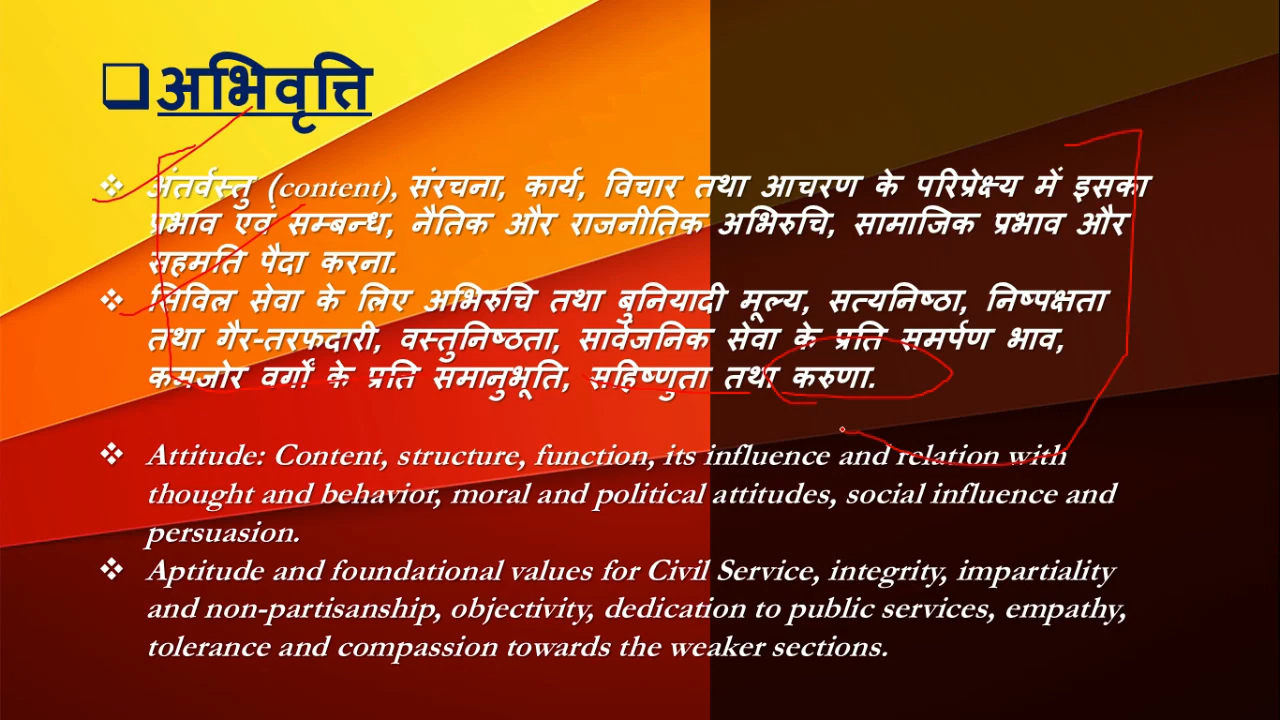 अभिवृत्ति
अंतर्वस्तु (content), संरचना, कार्य, विचार तथा आचरण के परिप्रेक्ष्य में इसका
प्रभाव एवं सम्बन्ध, नैतिक और राजनीतिक अभिरुचि, सामाजिक प्रभाव और
सहमति पैदा करना.
सिविल सेवा के लिए अभिरुचि तथा बुनियादी मूल्य, सत्यनिष्ठा, निष्पक्षता
तथा गैर-तरफदारी, वस्तुनिष्ठता, सार्वजनिक सेवा के प्रति समर्पण भाव,
कमजोर वर्गों के प्रति समानुभूति, सहिष्णुता तथा करुणा.
Attitude: Content, structure, function, its influence and relation with
thought and behavior, moral and political attitudes, social influence and
persuasion.
Aptitude and foundational values for Civil Service, integrity, impartiality
and non-partisanship, objectivity, dedication to public services, empathy,
tolerance and compassion towards the weaker sections.